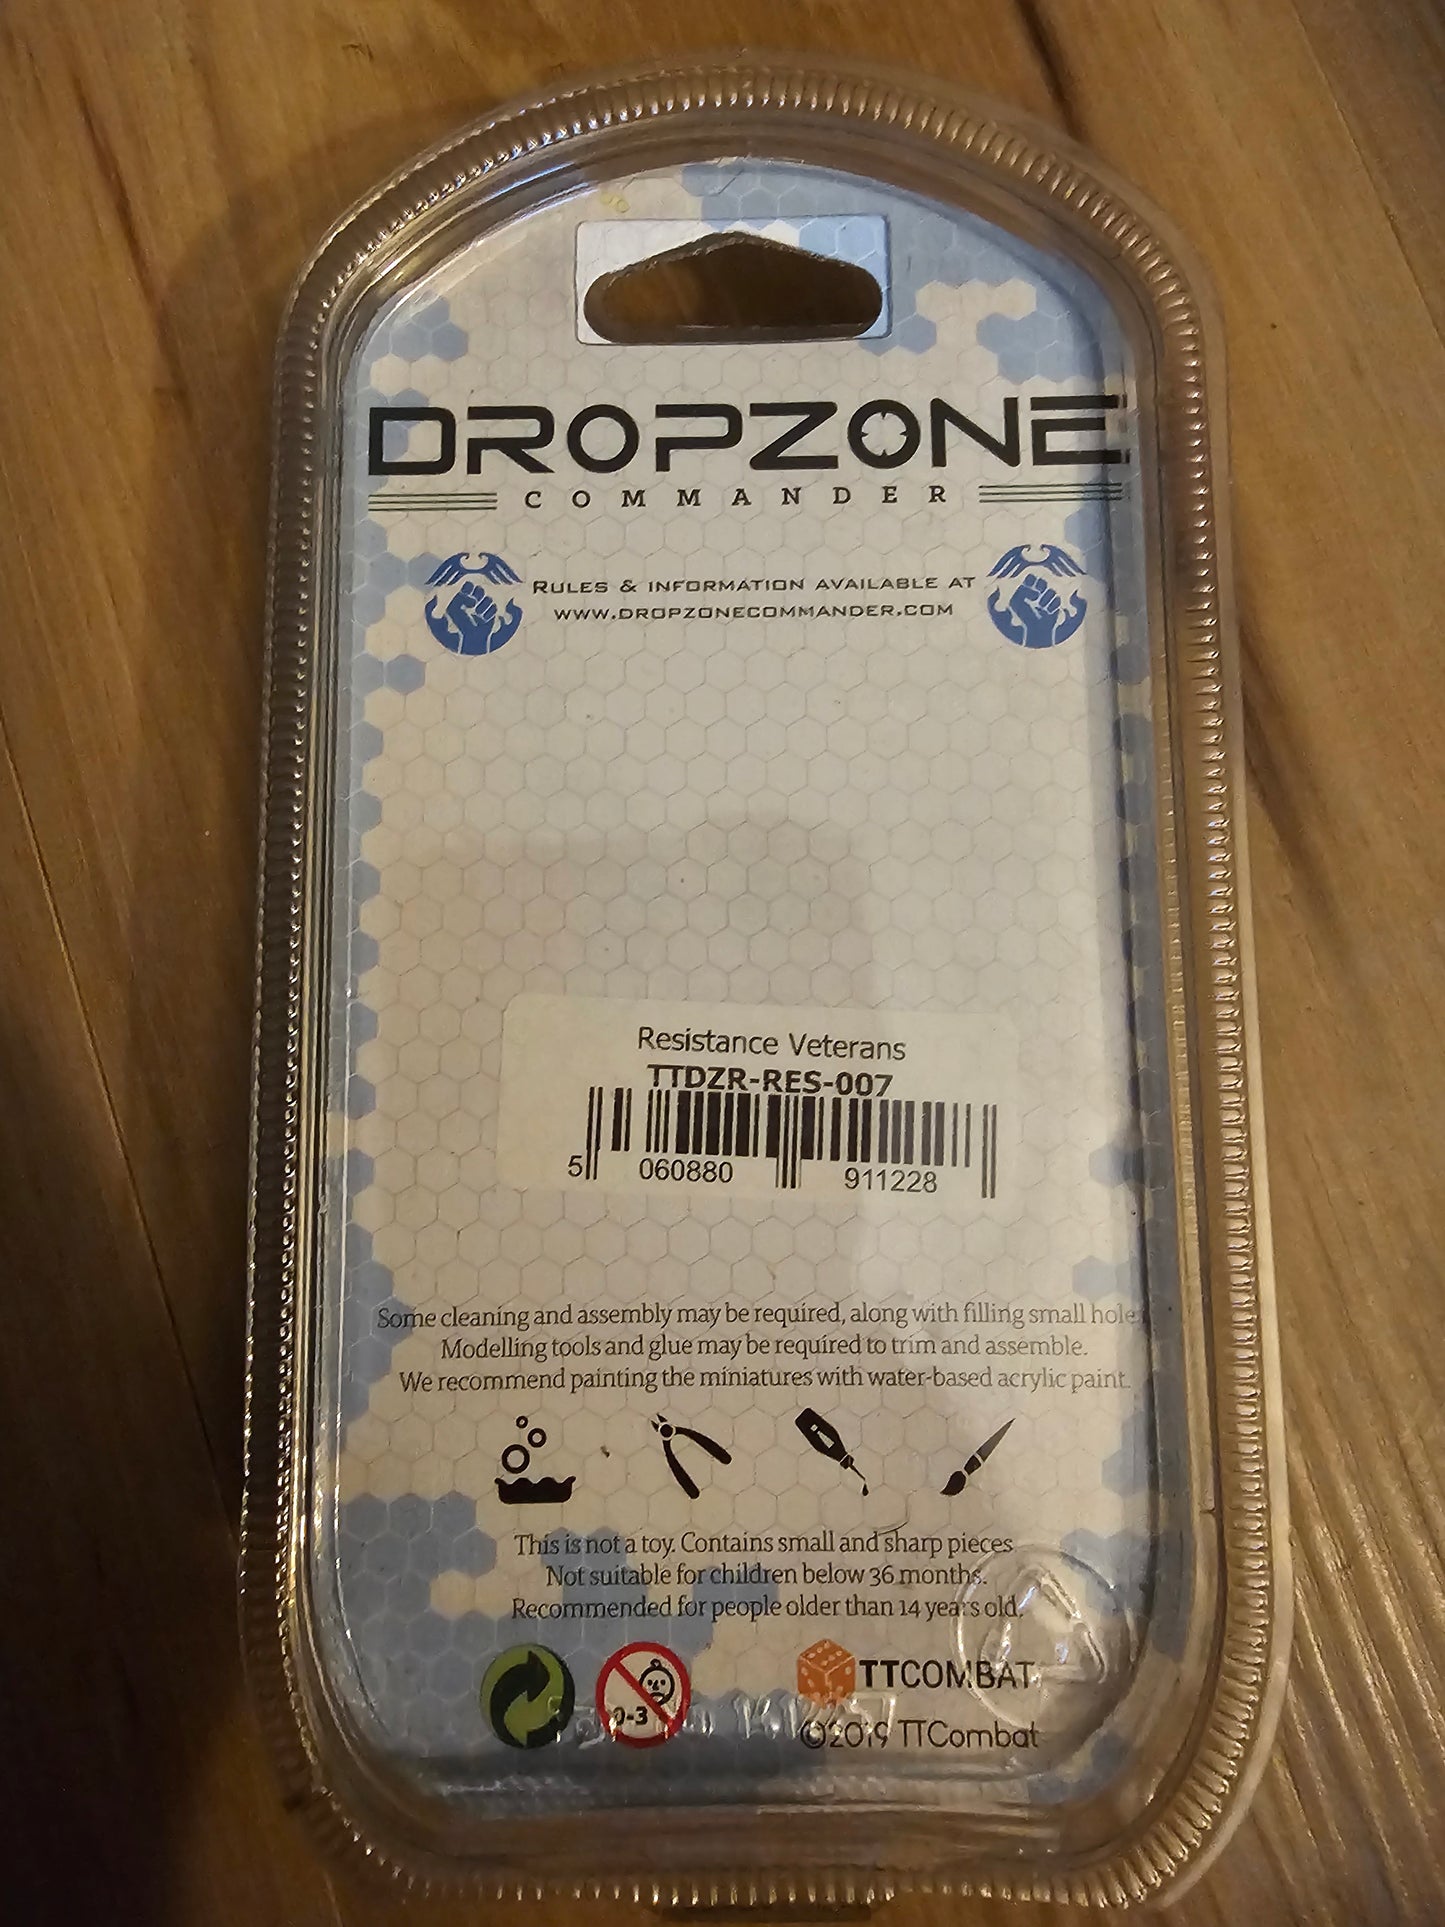 DROPZONE
COMMANDER
RULES & INFORMATION AVAILABLE AT
WWW.DROPZONECOMMANDER.COM
Resistance Veterans
TTDZR-RES-007
5 060880 911228
Some cleaning and assembly may be required, along with filling small hole
Modelling tools and glue may be required to trim and assemble.
We recommend painting the miniatures with water-based acrylic paint.
This is not a toy. Contains small and sharp pieces
Not suitable for children below 36 months.
Recommended for people older than 14 years old.
0-3
TTCOMBAT
©2019 TTCombat